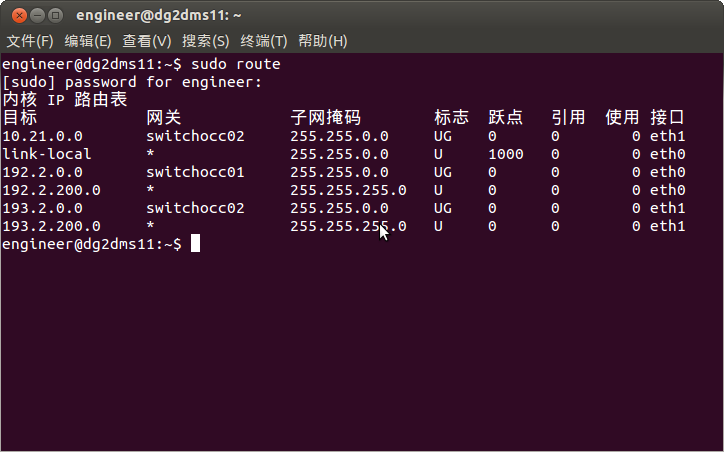 engineer@dg2dms11: ~
文件(F) 编辑(E) 查看(V) 搜索(S) 终端(T) 帮助(H)
engineer@dg2dms11:~$ sudo route
[sudo] password for engineer:
内核 IP 路由表
目标 网关 子网掩码 标志 跃点 引用 使用 接口
10.21.0.0 switchocc02 255.255.0.0 UG 0 0 0 eth1
link-local * 255.255.0.0 U 1000 0 0 eth0
192.2.0.0 switchocc01 255.255.0.0 UG 0 0 0 eth0
192.2.200.0 * 255.255.255.0 U 0 0 0 eth0
193.2.0.0 switchocc02 255.255.0.0 UG 0 0 0 eth1
193.2.200.0 * 255.255.255.0 U 0 0 0 eth1
engineer@dg2dms11:~$